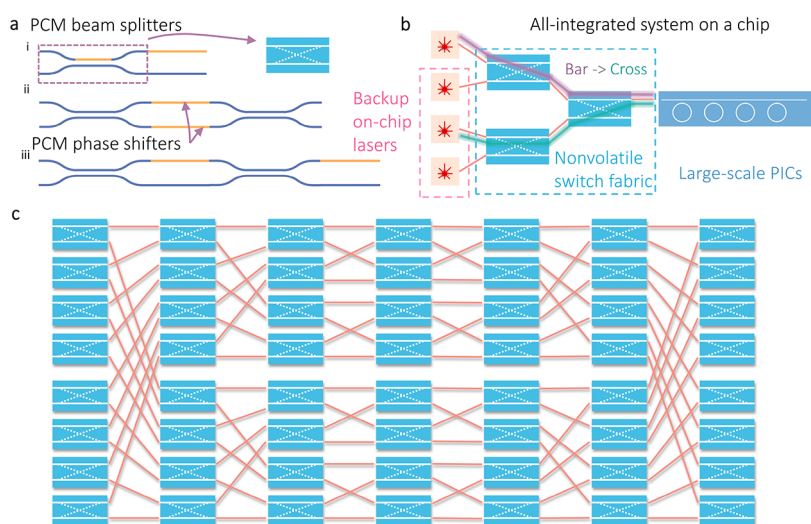 a
PCM beam splitters
i
ii
PCM phase shifters
iii
b
All-integrated system on a chip
Bar -> Cross
Backup
on-chip
lasers
Nonvolatile
switch fabric
Large-scale PICs
c